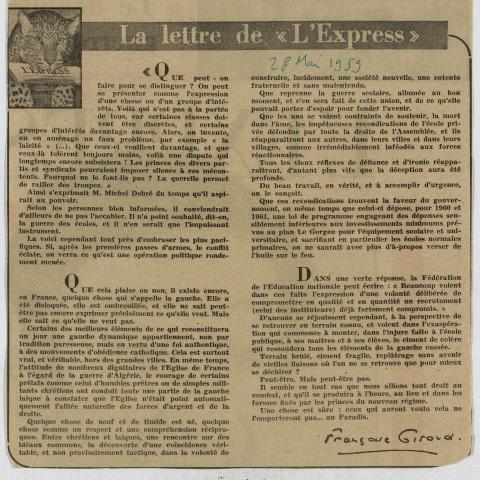 La lettre de « L'Express »
28 Mai 1959
EXPRESS
« QUE peut-on
faire pour se distinguer ? On peut
se présenter comme l'expression
d'une classe ou d'un groupe d'inté-
rêts. Voilà qui n'est pas à la portée
de tous, car certaines classes doi-
vent être discrètes, et certains
groupes d'intérêts davantage encore. Alors, on invente,
ou on aménage un faux problème, par exemple « la
laïcité » (...). Que ceux-ci veuillent davantage, et que
ceux-là tolèrent toujours moins, voilà une dispute qui
longtemps encore subsistera ! Les princes des divers par-
tis et syndicats pourraient imposer silence à ces mécon-
tents. Pourquoi ne le font-ils pas ? La querelle permet
de rallier des troupes. »
Ainsi s'exprimait M. Michel Debré du temps qu'il aspi-
rait au pouvoir.
Selon les personnes bien informées, il conviendrait
d'ailleurs de ne pas l'accabler. Il n'a point souhaité, dit-on,
la guerre des écoles, et il n'en serait que l'impuissant
instrument.
La voici cependant tout près d'embraser les plus paci-
fiques. Si, après les premières passes d'armes, le conflit
éclate, on verra ce qu'est une opération politique ronde-
ment menée.
QUE cela plaise ou non, il existe encore,
en France, quelque chose qui s'appelle la gauche. Elle a
été disloquée, elle est embrouillée, et elle ne sait peut-
être pas encore exprimer précisément ce qu'elle veut. Mais
elle sait ce qu'elle ne veut pas.
Certains des meilleurs éléments de ce qui reconstituera
un jour une gauche dynamique appartiennent, non par
tradition paresseuse, mais en vertu d'une foi authentique,
à des mouvements d'obédience catholique. Cela est surtout
vrai, et vérifiable, hors des grandes villes. En même temps,
l'attitude de nombreux dignitaires de l'Eglise de France
à l'égard de la guerre d'Algérie, le courage de certains
prélats comme celui d'humbles prêtres ou de simples mili-
tants chrétiens ont conduit toute une partie de la gauche
laïque à constater que l'Eglise n'était point automati-
quement l'alliée naturelle des forces d'argent et de la
droite.
Quelque chose de neuf et de timide est né, quelque
chose comme un respect et une compréhension récipro-
ques. Entre chrétiens et laïques, une rencontre sur des
idéaux communs, la découverte d'une coïncidence véri-
table, et non provisoirement tactique, dans la volonté de
construire, lucidement, une société nouvelle, une entente
fraternelle et sans malentendu.
Que reprenne la guerre scolaire, allumée au bon
moment, et c'en sera fait de cette union, et de ce qu'elle
pouvait porter d'espoir pour l'avenir.
Que les uns se voient contraints de soutenir, la mort
dans l'âme, les impérieuses revendications de l'école pri-
vée défendue par toute la droite de l'Assemblée, et ils
réapparaîtront aux autres, dans leurs villes et dans leurs
villages, comme irrémédiablement inféodés aux forces
réactionnaires.
Tous les vieux réflexes de défiance et d'ironie réappa-
raîtront, d'autant plus vifs que la déception aura été
profonde.
Du beau travail, en vérité, et à accomplir d'urgence,
on le conçoit.
Que ces revendications trouvent la faveur du gouver-
nement, en même temps que celui-ci dépose, pour 1960 et
1961, une loi de programme engageant des dépenses sen-
siblement inférieures aux investissements minimums pré-
vus au plan Le Gorgeu pour l'équipement scolaire et uni-
versitaire, et sacrifiant en particulier les écoles normales
primaires, on ne saurait avec plus d'à-propos verser de
l'huile sur le feu.
DANS une verte réponse, la Fédération
de l'Education nationale peut écrire : « Beaucoup voient
dans ces faits l'expression d'une volonté délibérée de
compromettre en qualité et en quantité un recrutement
(celui des instituteurs) déjà fortement compromis. »
D'aucuns se réjouissent cependant, à la perspective de
se retrouver en terrain connu, et voient dans l'exaspéra-
tion qui commence à monter, dans l'injure faite à l'école
publique, à ses maîtres et à ses élèves, le ciment de colère
qui ressoudera tous les éléments de la gauche cassée.
Terrain brûlé, ciment fragile, replâtrage sans avenir
de vieilles liaisons où l'on ne se retrouve que pour mieux
se déchirer ?
Peut-être. Mais peut-être pas.
Il semble en tout cas que nous allions tout droit au
combat, et qu'il se produira à l'heure, au lieu et dans les
formes fixés par les princes du nouveau régime.
Une chose est sûre : ceux qui auront voulu cela ne
l'emporteront pas... au Paradis.
Françoise Giroud.